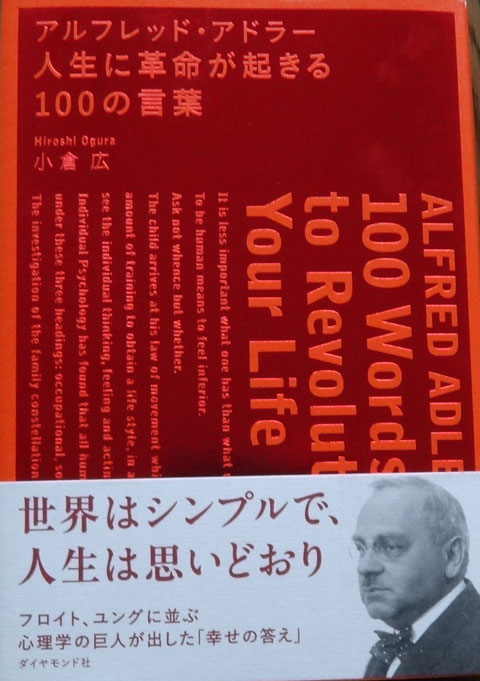 アルフレッド・アドラー
人生に革命が起きる
100の言葉
Hiroshi Ogura
小倉 広
ALFRED ADLE
100 Words
to Revolut
Your Life
It is less important what one has than what
To be human means to feel inferior.
Ask not whence but whether.
The child arrives at his law of movement whi
amount of training to obtain a life style, in a
see the individual thinking, feeling and actin
Individual Psychology has found that all hum
under these three headings: occupational, so
The investigation of the family constellation
世界はシンプルで、
人生は思いどおり
フロイト、ユングに並ぶ
心理学の巨人が出した「幸せの答え」
ダイヤモンド社